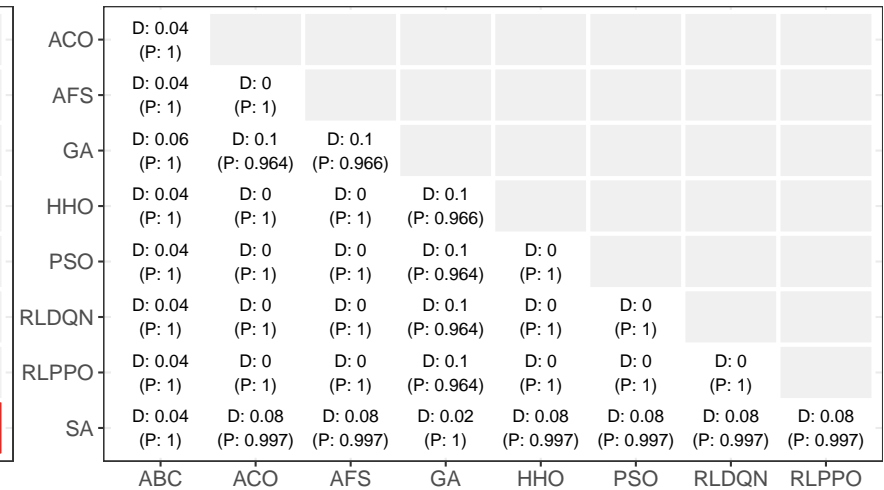 ACO
D: 0.04
(P: 1)
AFS
D: 0.04 D: 0
(P: 1) (P: 1)
GA
D: 0.06 D: 0.1 D: 0.1
(P: 1) (P: 0.964) (P: 0.966)
HHO
D: 0.04 D: 0 D: 0 D: 0.1
(P: 1) (P: 1) (P: 1) (P: 0.966)
PSO
D: 0.04 D: 0 D: 0 D: 0.1 D: 0
(P: 1) (P: 1) (P: 1) (P: 0.964) (P: 1)
RLDQN
D: 0.04 D: 0 D: 0 D: 0.1 D: 0 D: 0
(P: 1) (P: 1) (P: 1) (P: 0.964) (P: 1) (P: 1)
RLPPO
D: 0.04 D: 0 D: 0 D: 0.1 D: 0 D: 0 D: 0
(P: 1) (P: 1) (P: 1) (P: 0.964) (P: 1) (P: 1) (P: 1)
SA
D: 0.04 D: 0.08 D: 0.08 D: 0.02 D: 0.08 D: 0.08 D: 0.08 D: 0.08
(P: 1) (P: 0.997) (P: 0.997) (P: 1) (P: 0.997) (P: 0.997) (P: 0.997) (P: 0.997)
ABC ACO AFS GA HHO PSO RLDQN RLPPO